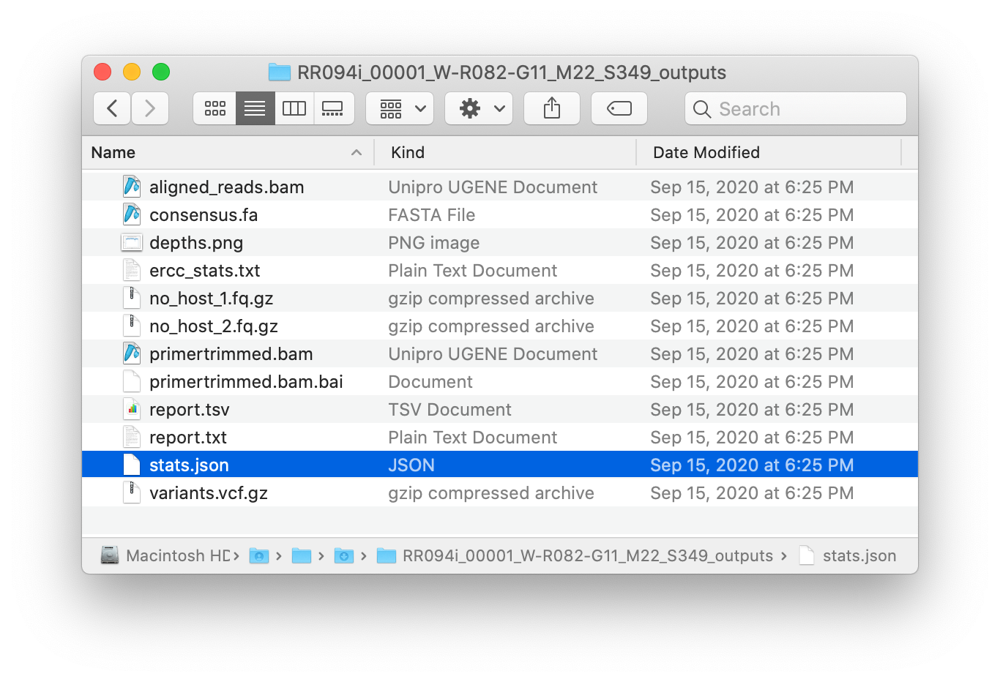 RR094i_00001_W-R082-G11_M22_S349_outputs
Search
Name Kind Date Modified
aligned_reads.bam Unipro UGENE Document Sep 15, 2020 at 6:25 PM
consensus.fa FASTA File Sep 15, 2020 at 6:25 PM
depths.png PNG image Sep 15, 2020 at 6:25 PM
ercc_stats.txt Plain Text Document Sep 15, 2020 at 6:25 PM
no_host_1.fq.gz gzip compressed archive Sep 15, 2020 at 6:25 PM
no_host_2.fq.gz gzip compressed archive Sep 15, 2020 at 6:25 PM
primertrimmed.bam Unipro UGENE Document Sep 15, 2020 at 6:25 PM
primertrimmed.bam.bai Document Sep 15, 2020 at 6:25 PM
report.tsv TSV Document Sep 15, 2020 at 6:25 PM
report.txt Plain Text Document Sep 15, 2020 at 6:25 PM
stats.json JSON Sep 15, 2020 at 6:25 PM
variants.vcf.gz gzip compressed archive Sep 15, 2020 at 6:25 PM
Macintosh HD › › › › RR094i_00001_W-R082-G11_M22_S349_outputs › stats.json